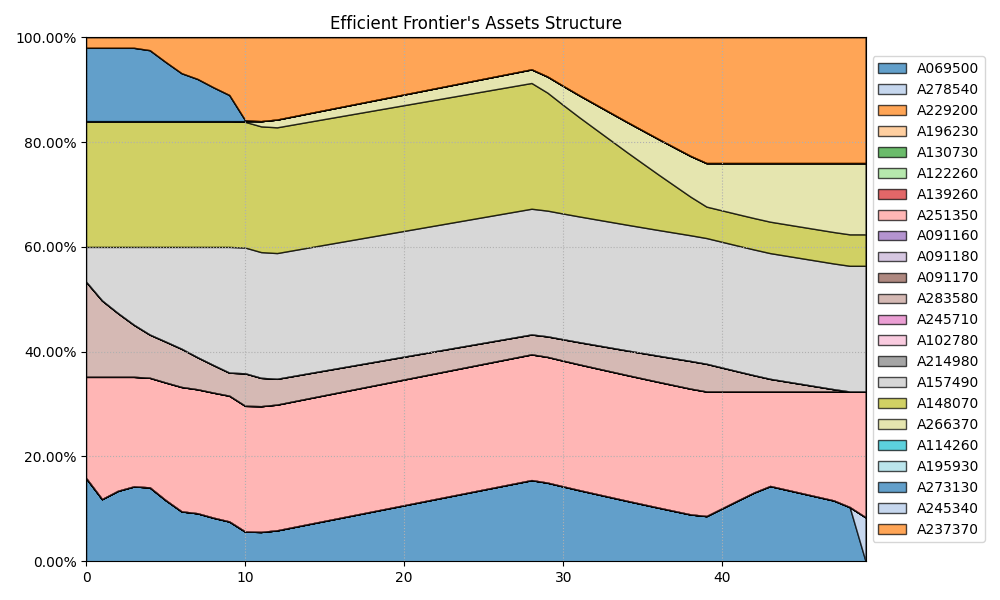 Efficient Frontier's Assets Structure
100.00%
80.00%
60.00%
40.00%
20.00%
0.00%
0
10
20
30
40
A069500
A278540
A229200
A196230
A130730
A122260
A139260
A251350
A091160
A091180
A091170
A283580
A245710
A102780
A214980
A157490
A148070
A266370
A114260
A195930
A273130
A245340
A237370